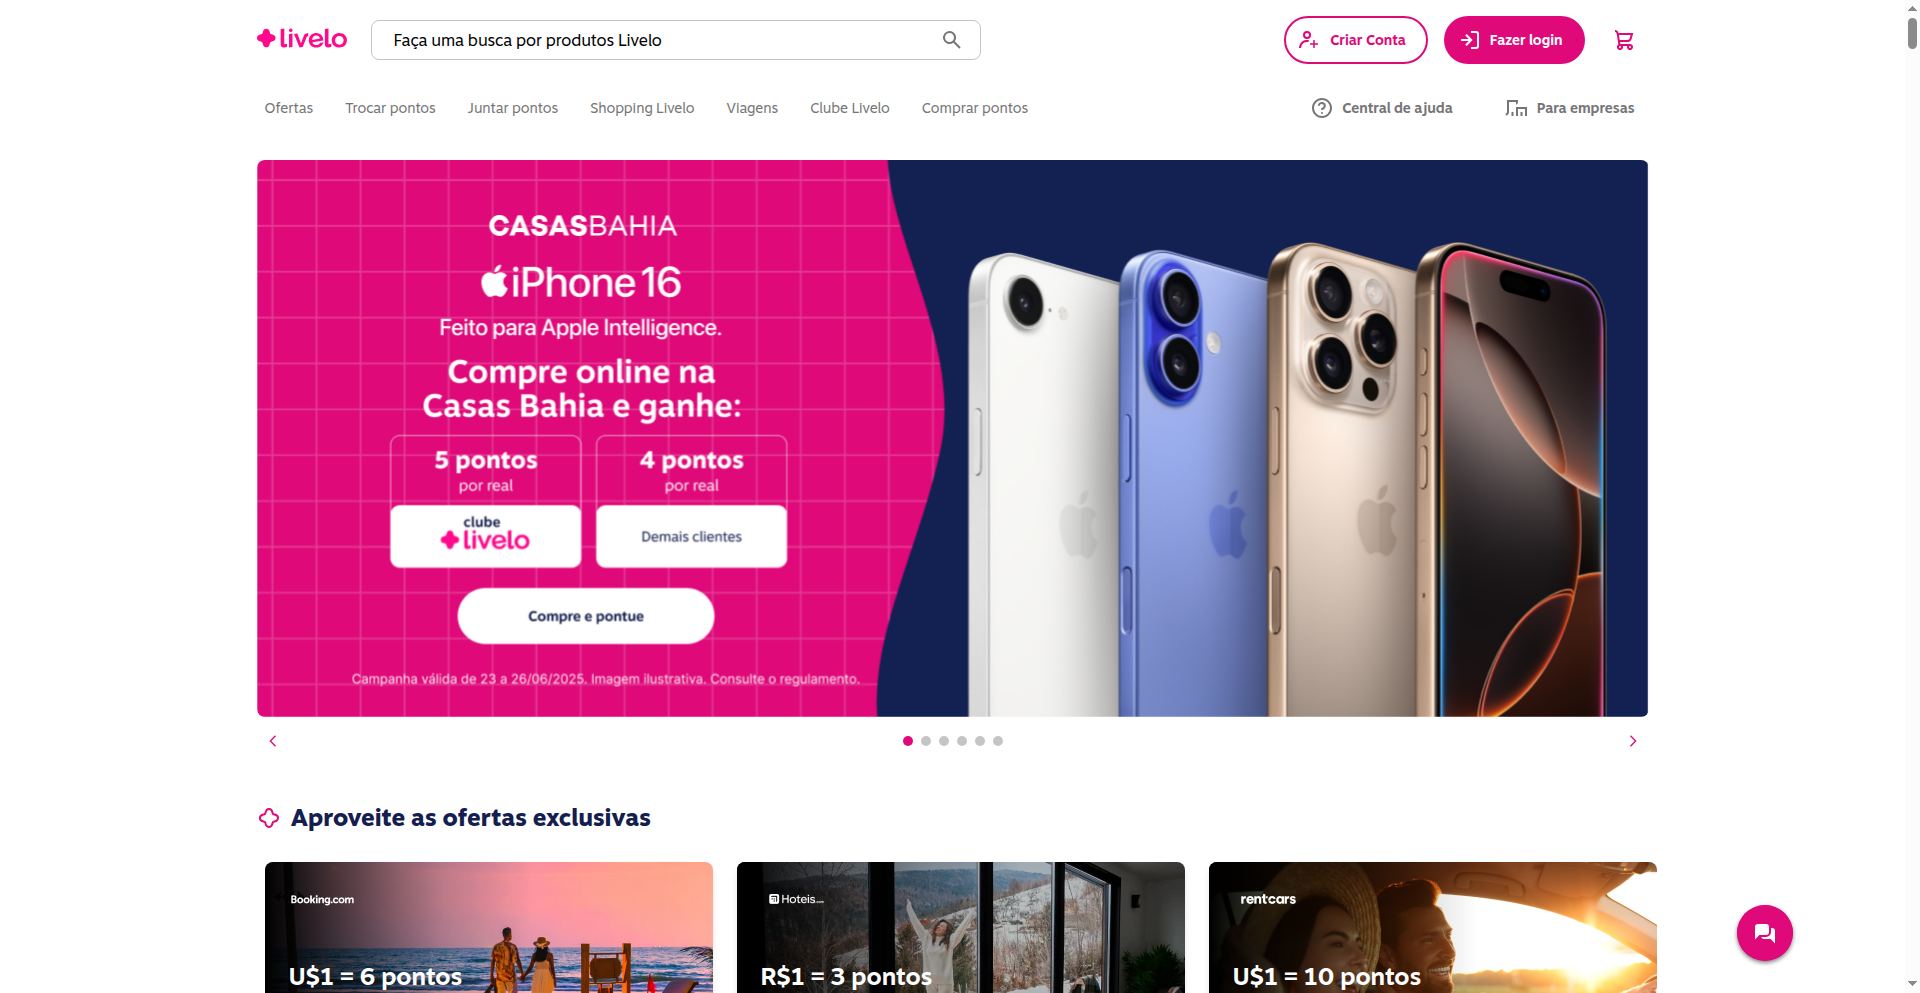 livelo
Faça uma busca por produtos Livelo
Criar Conta
Fazer login
Ofertas
Trocar pontos
Juntar pontos
Shopping Livelo
Viagens
Clube Livelo
Comprar pontos
Central de ajuda
Para empresas
CASASBAHIA
iPhone 16
Feito para Apple Intelligence.
Compre online na
Casas Bahia e ganhe:
5 pontos
por real
clube
livelo
4 pontos
por real
Demais clientes
Compre e pontue
Campanha válida de 23 a 26/06/2025. Imagem ilustrativa. Consulte o regulamento.
Aproveite as ofertas exclusivas
Booking.com
U$1 = 6 pontos
Hoteis
R$1 = 3 pontos
rentcars
U$1 = 10 pontos